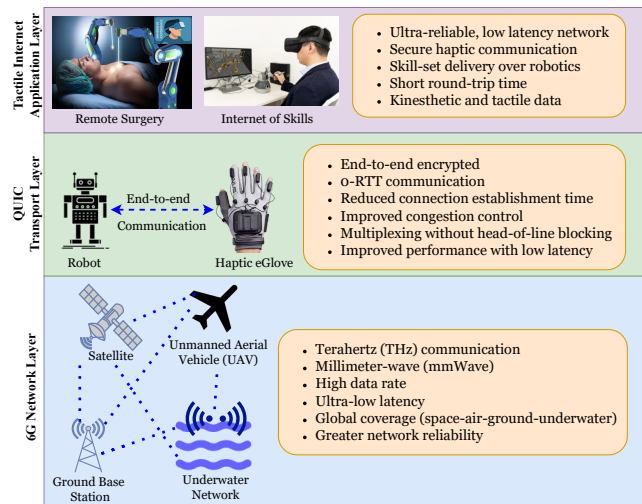 Tactile Internet
Application Layer
Remote Surgery
Internet of Skills
• Ultra-reliable, low latency network
• Secure haptic communication
• Skill-set delivery over robotics
• Short round-trip time
• Kinesthetic and tactile data
QUIC
Transport Layer
End-to-end
Communication
Robot
Haptic eGlove
• End-to-end encrypted
• 0-RTT communication
• Reduced connection establishment time
• Improved congestion control
• Multiplexing without head-of-line blocking
• Improved performance with low latency
6G Network Layer
Satellite
Unmanned Aerial
Vehicle (UAV)
Ground Base
Station
Underwater
Network
• Terahertz (THz) communication
• Millimeter-wave (mmWave)
• High data rate
• Ultra-low latency
• Global coverage (space-air-ground-underwater)
• Greater network reliability